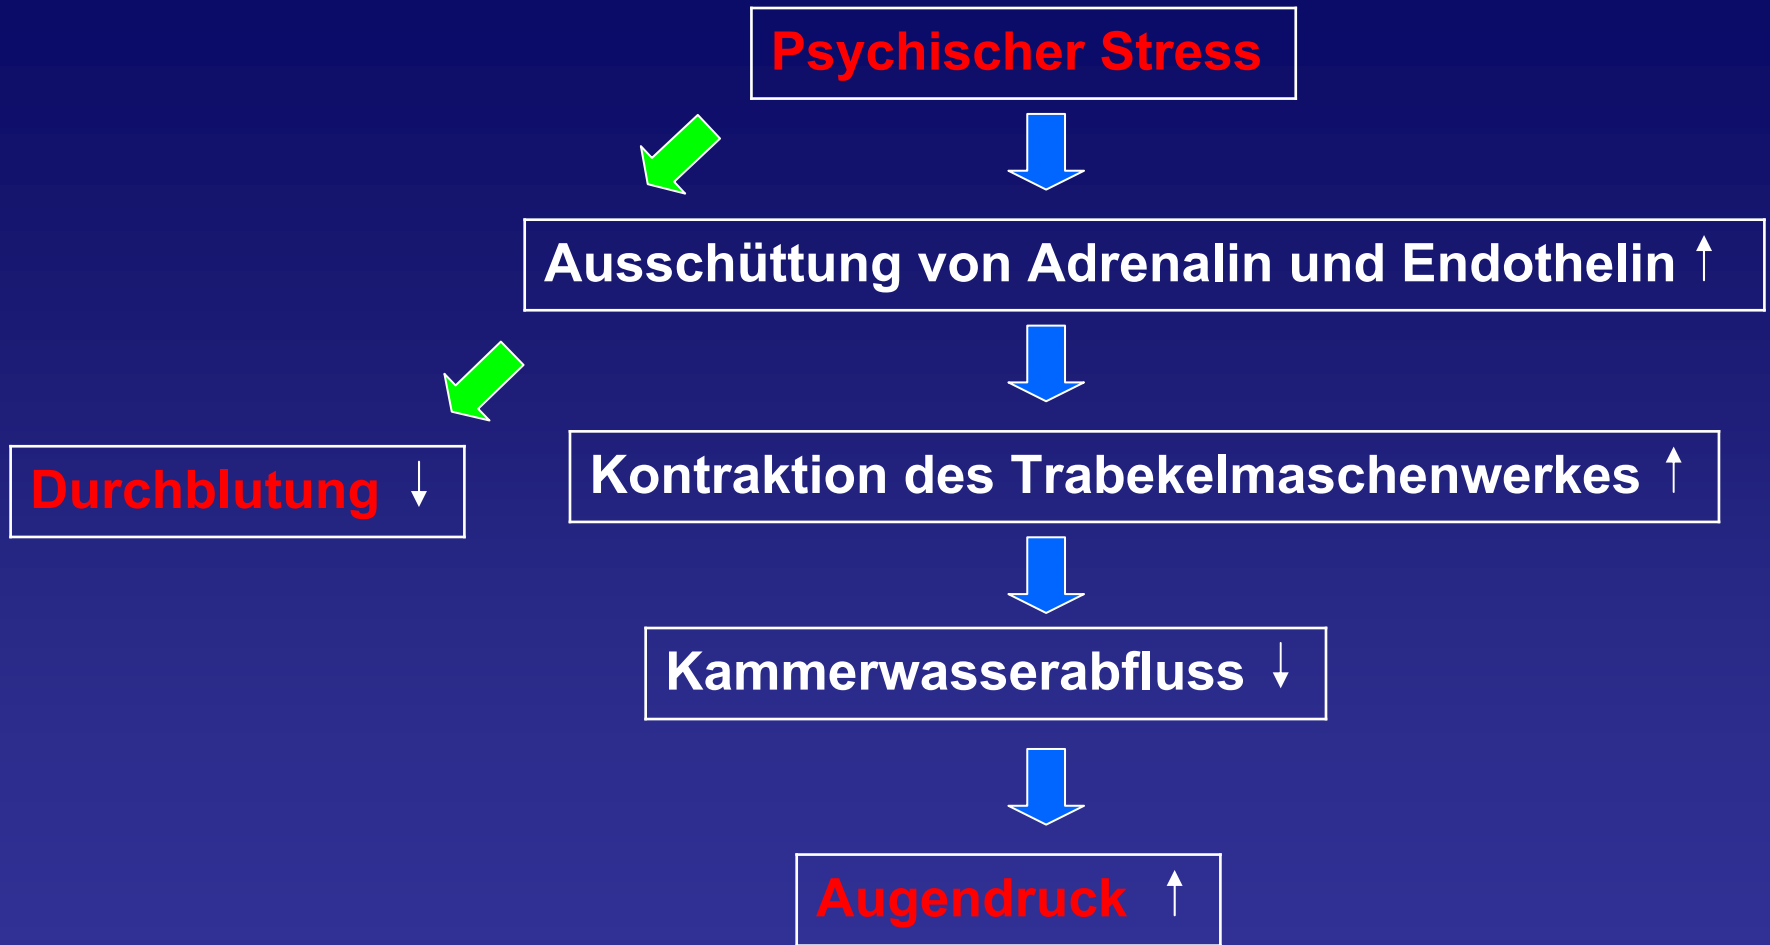 Psychischer Stress
Ausschüttung von Adrenalin und Endothelin ↑
Durchblutung ↓
Kontraktion des Trabekelmaschenwerkes ↑
Kammerwasserabfluss ↓
Augendruck ↑